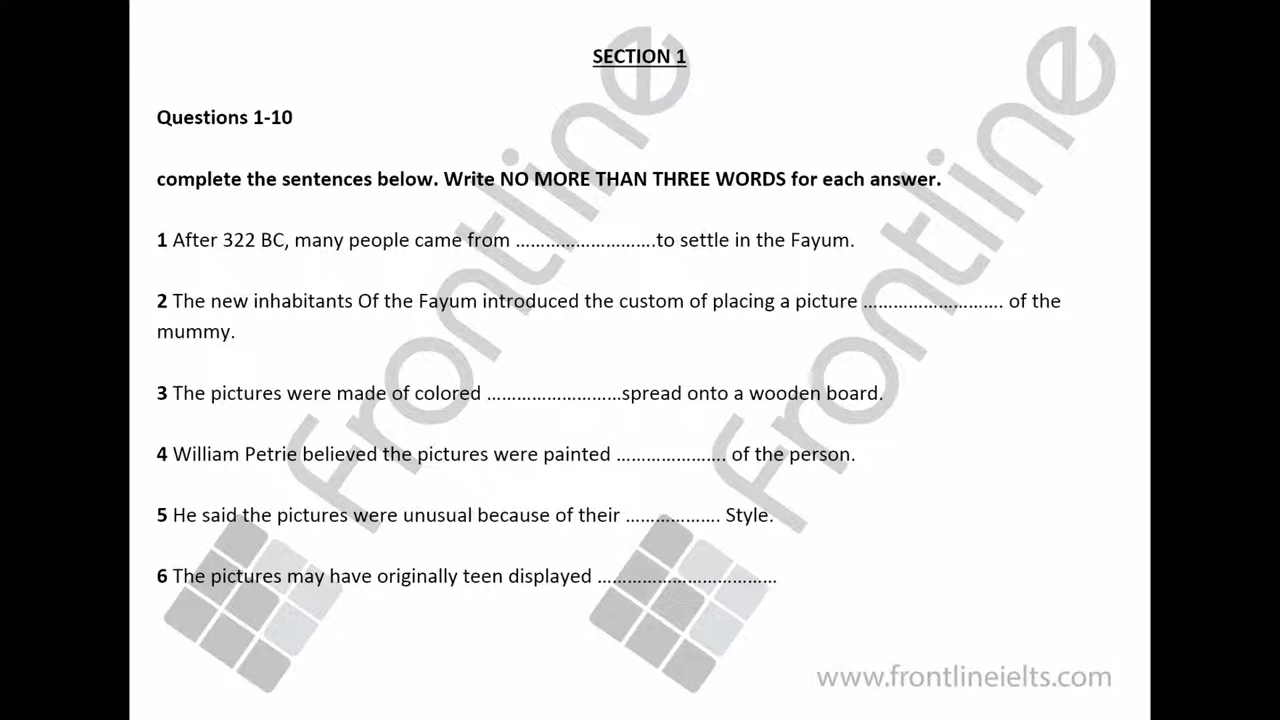 SECTION 1
Questions 1-10
complete the sentences below. Write NO MORE THAN THREE WORDS for each answer.
1 After 322 BC, many people came from ……………………….to settle in the Fayum.
2 The new inhabitants Of the Fayum introduced the custom of placing a picture ………………………. of the
mummy.
3 The pictures were made of colored ………………………spread onto a wooden board.
4 William Petrie believed the pictures were painted …………………. of the person.
5 He said the pictures were unusual because of their ………………. Style.
6 The pictures may have originally teen displayed ………………………………
frontline
frontline
www.frontlineielts.com